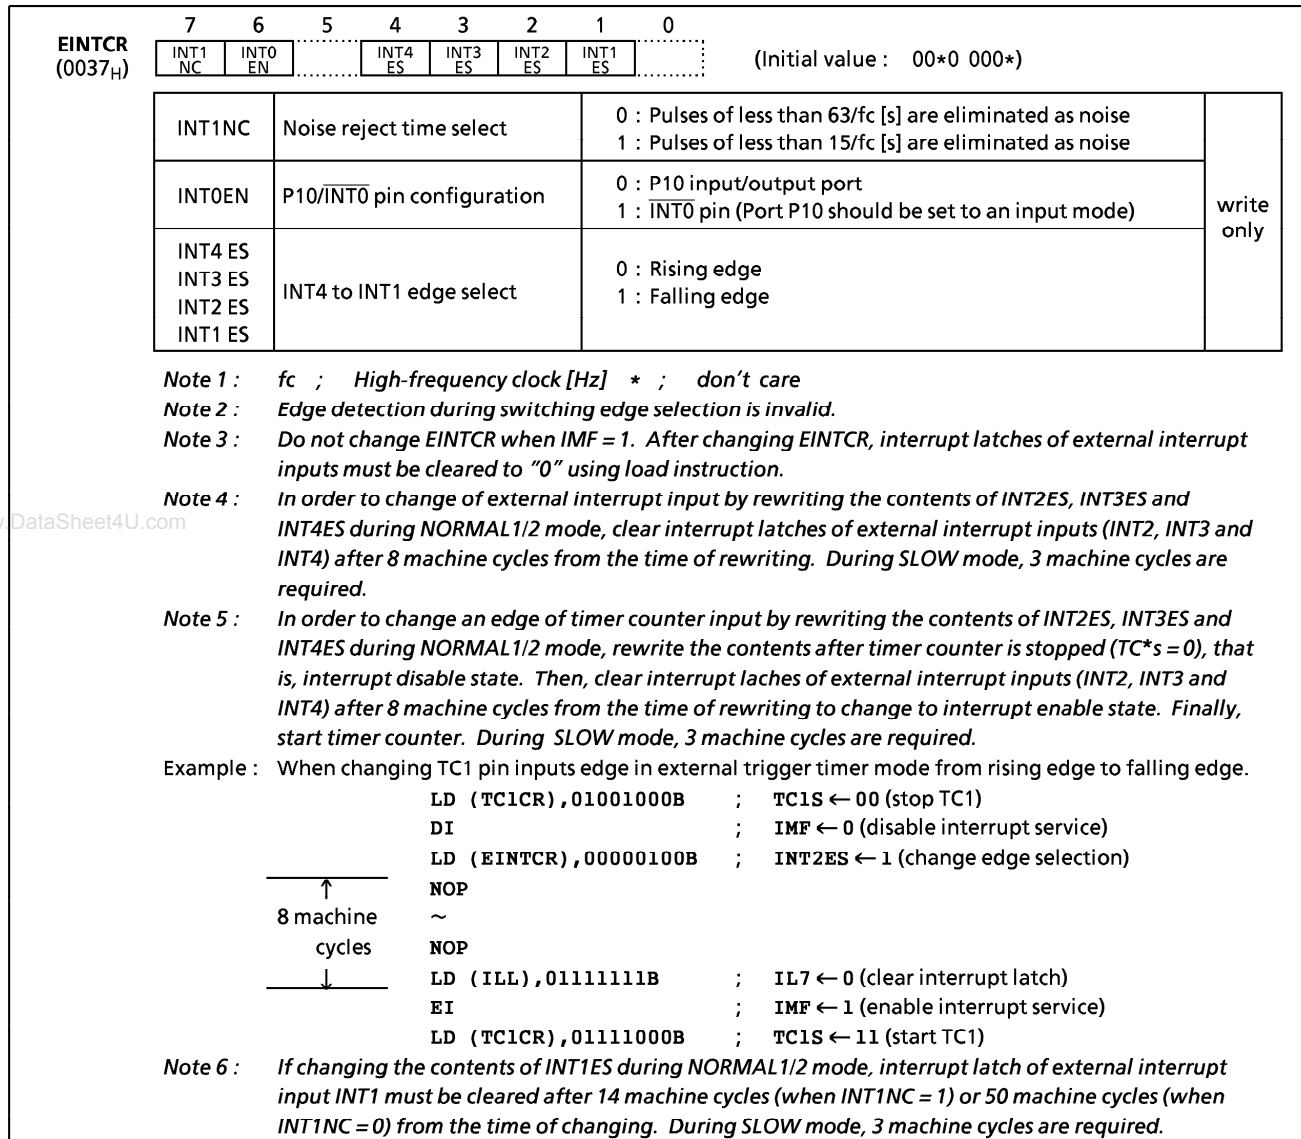 7 6 5 4 3 2 1 0
EINTCR
(0037H)
INT1 NC INT0 EN INT4 ES INT3 ES INT2 ES INT1 ES
(Initial value : 00*0 000*)
INT1NC Noise reject time select 0 : Pulses of less than 63/fc [s] are eliminated as noise
1 : Pulses of less than 15/fc [s] are eliminated as noise
INT0EN P10/INT0 pin configuration 0 : P10 input/output port
1 : INT0 pin (Port P10 should be set to an input mode)
write only
INT4 ES
INT3 ES
INT2 ES
INT1 ES
INT4 to INT1 edge select
0 : Rising edge
1 : Falling edge
Note 1 : fc ; High-frequency clock [Hz] * ; don't care
Note 2 : Edge detection during switching edge selection is invalid.
Note 3 : Do not change EINTCR when IMF = 1. After changing EINTCR, interrupt latches of external interrupt
inputs must be cleared to "0" using load instruction.
Note 4 : In order to change of external interrupt input by rewriting the contents of INT2ES, INT3ES and
INT4ES during NORMAL1/2 mode, clear interrupt latches of external interrupt inputs (INT2, INT3 and
INT4) after 8 machine cycles from the time of rewriting. During SLOW mode, 3 machine cycles are
required.
Note 5 : In order to change an edge of timer counter input by rewriting the contents of INT2ES, INT3ES and
INT4ES during NORMAL1/2 mode, rewrite the contents after timer counter is stopped (TC*s = 0), that
is, interrupt disable state. Then, clear interrupt laches of external interrupt inputs (INT2, INT3 and
INT4) after 8 machine cycles from the time of rewriting to change to interrupt enable state. Finally,
start timer counter. During SLOW mode, 3 machine cycles are required.
Example : When changing TC1 pin inputs edge in external trigger timer mode from rising edge to falling edge.
LD (TC1CR),01001000B ; TC1S ← 00 (stop TC1)
DI ; IMF ← 0 (disable interrupt service)
LD (EINTCR),00000100B ; INT2ES ← 1 (change edge selection)
↑ NOP
8 machine ~
cycles NOP
↓ LD (ILL),01111111B ; IL7 ← 0 (clear interrupt latch)
EI ; IMF ← 1 (enable interrupt service)
LD (TC1CR),01111000B ; TC1S ← 11 (start TC1)
Note 6 : If changing the contents of INT1ES during NORMAL1/2 mode, interrupt latch of external interrupt
input INT1 must be cleared after 14 machine cycles (when INT1NC = 1) or 50 machine cycles (when
INT1NC = 0) from the time of changing. During SLOW mode, 3 machine cycles are required.
.DataSheet4U.com